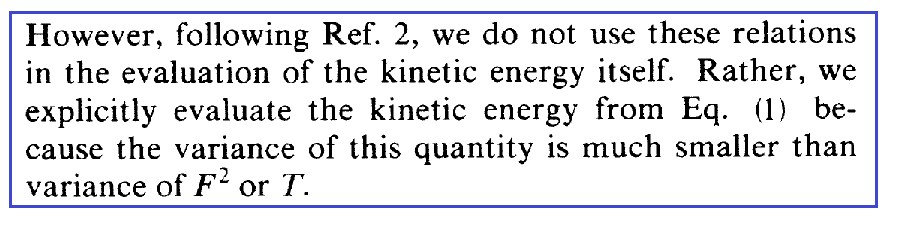 However, following Ref. 2, we do not use these relations
in the evaluation of the kinetic energy itself. Rather, we
explicitly evaluate the kinetic energy from Eq. (1) be-
cause the variance of this quantity is much smaller than
variance of F² or T.